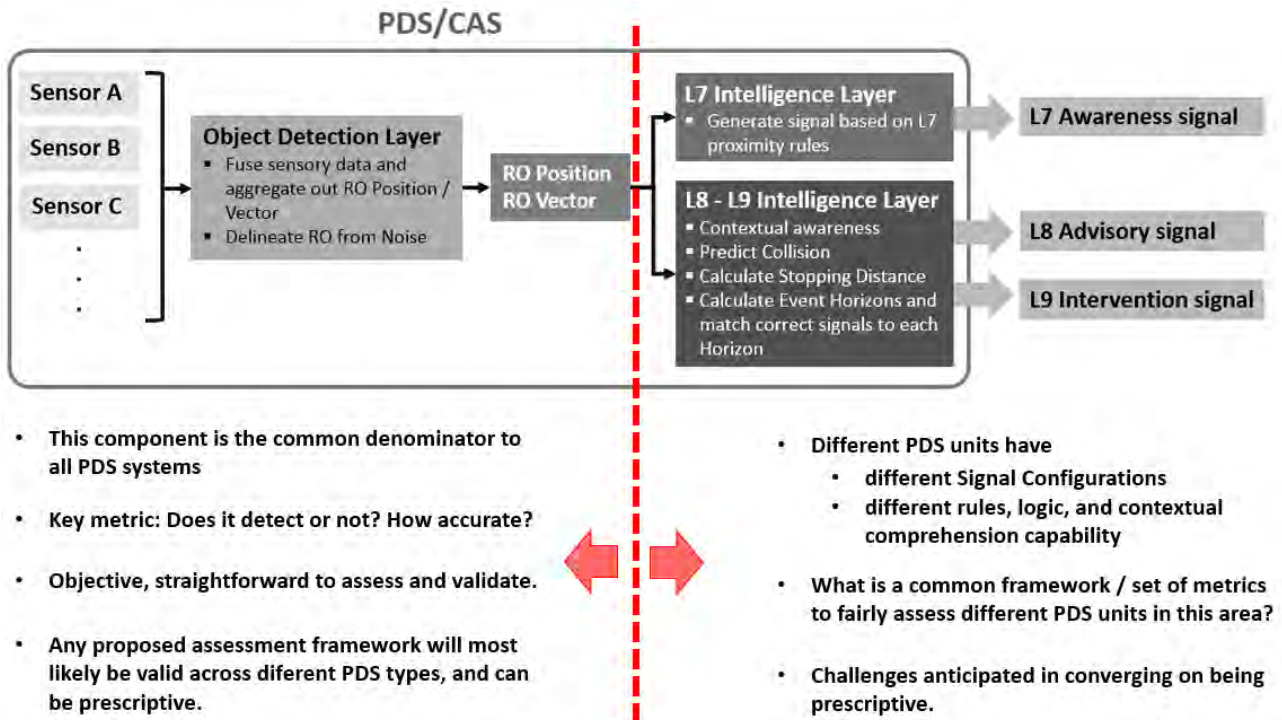 PDS/CAS
Sensor A
Sensor B
Sensor C
Object Detection Layer
▪ Fuse sensory data and
aggregate out RO Position /
Vector
▪ Delineate RO from Noise
RO Position
RO Vector
L7 Intelligence Layer
▪ Generate signal based on L7
proximity rules
L8 - L9 Intelligence Layer
▪ Contextual awareness
▪ Predict Collision
▪ Calculate Stopping Distance
▪ Calculate Event Horizons and
match correct signals to each
Horizon
L7 Awareness signal
L8 Advisory signal
L9 Intervention signal
• This component is the common denominator to
all PDS systems
• Key metric: Does it detect or not? How accurate?
• Objective, straightforward to assess and validate.
• Any proposed assessment framework will most
likely be valid across diferent PDS types, and can
be prescriptive.
• Different PDS units have
• different Signal Configurations
• different rules, logic, and contextual
comprehension capability
• What is a common framework / set of metrics
to fairly assess different PDS units in this area?
• Challenges anticipated in converging on being
prescriptive.